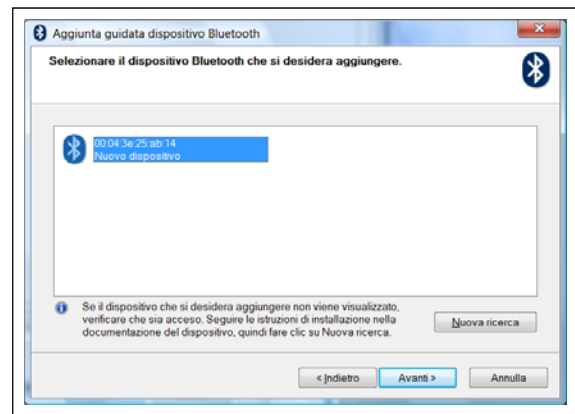 Aggiunta guidata dispositivo Bluetooth
Selezionare il dispositivo Bluetooth che si desidera aggiungere.
00:04:3e:25:ab:14
Nuovo dispositivo
Se il dispositivo che si desidera aggiungere non viene visualizzato,
verificare che sia acceso. Seguire le istruzioni di installazione nella
documentazione del dispositivo, quindi fare clic su Nuova ricerca.
Nuova ricerca
< Indietro
Avanti >
Annulla